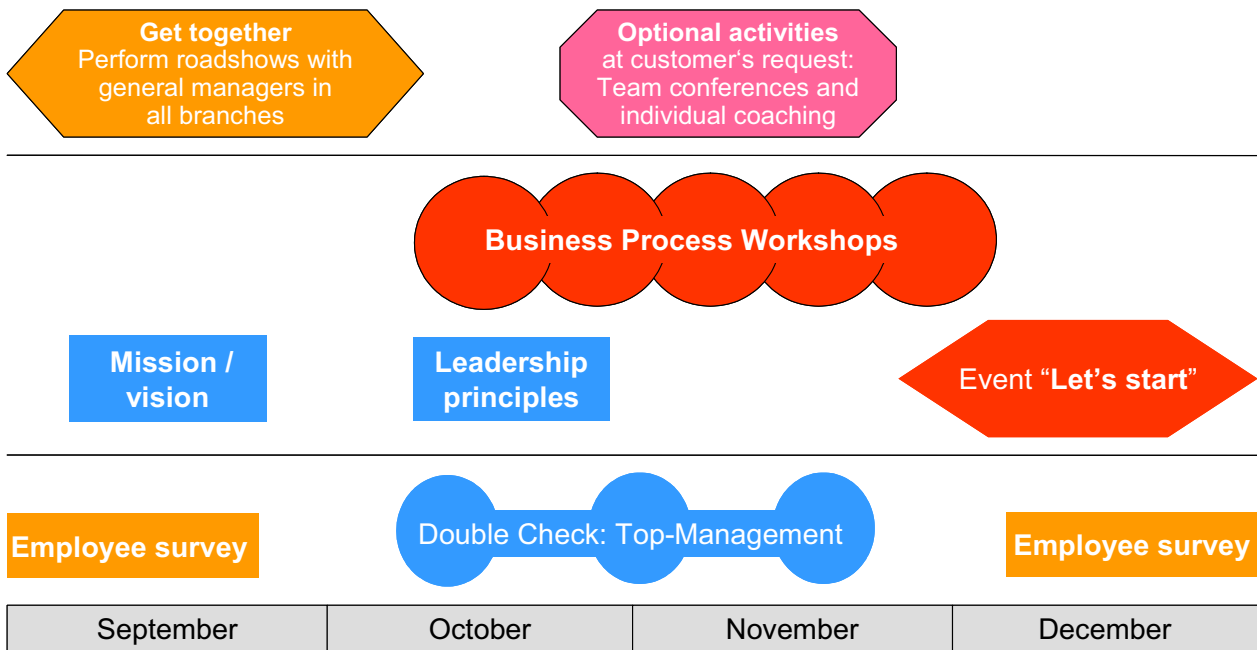 Get together
Perform roadshows with
general managers in
all branches
Optional activities
at customer‘s request:
Team conferences and
individual coaching
Business Process Workshops
Mission /
vision
Leadership
principles
Event “Let’s start”
Employee survey
Double Check: Top-Management
Employee survey
September
October
November
December